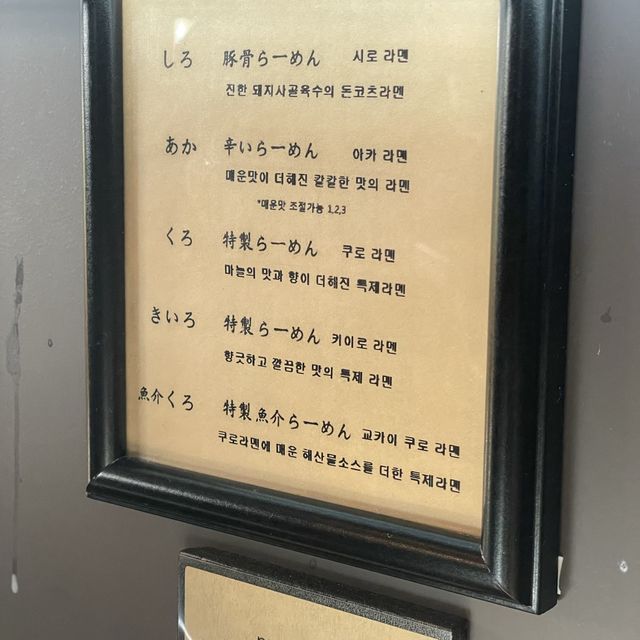 しろ 豚骨らーめん 시로 라멘
진한 돼지사골육수의 돈코츠라멘
あか 辛いらーめん 아카 라멘
매운맛이 더해진 칼칼한 맛의 라멘
*매운맛 조절가능 1,2,3
くろ 特製らーめん 쿠로 라멘
마늘의 맛과 향이 더해진 특제라멘
きいろ 特製らーめん 키이로 라멘
향긋하고 깔끔한 맛의 특제 라멘
魚介くろ 特製魚介らーめん 교카이 쿠로 라멘
쿠로라멘에 매운 해산물소스를 더한 특제라멘